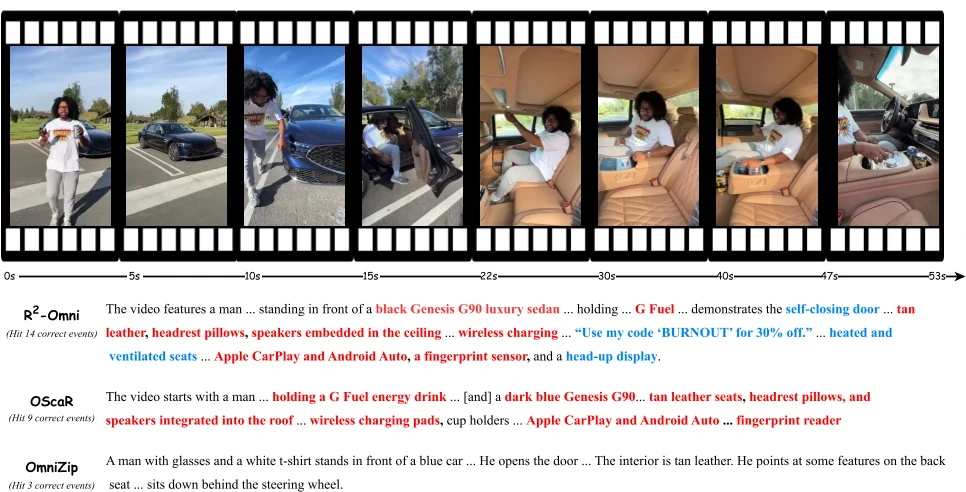 0s 5s 10s 15s 22s 30s 40s 47s 53s
R²-Omni
(Hit 14 correct events)
The video features a man ... standing in front of a black Genesis G90 luxury sedan ... holding ... G Fuel ... demonstrates the self-closing door ... tan
leather, headrest pillows, speakers embedded in the ceiling ... wireless charging ... “Use my code ‘BURNOUT’ for 30% off.” ... heated and
ventilated seats ... Apple CarPlay and Android Auto, a fingerprint sensor, and a head-up display.
OScaR
(Hit 9 correct events)
The video starts with a man ... holding a G Fuel energy drink ... [and] a dark blue Genesis G90... tan leather seats, headrest pillows, and
speakers integrated into the roof ... wireless charging pads, cup holders ... Apple CarPlay and Android Auto ... fingerprint reader
OmniZip
(Hit 3 correct events)
A man with glasses and a white t-shirt stands in front of a blue car ... He opens the door ... The interior is tan leather. He points at some features on the back
seat ... sits down behind the steering wheel.